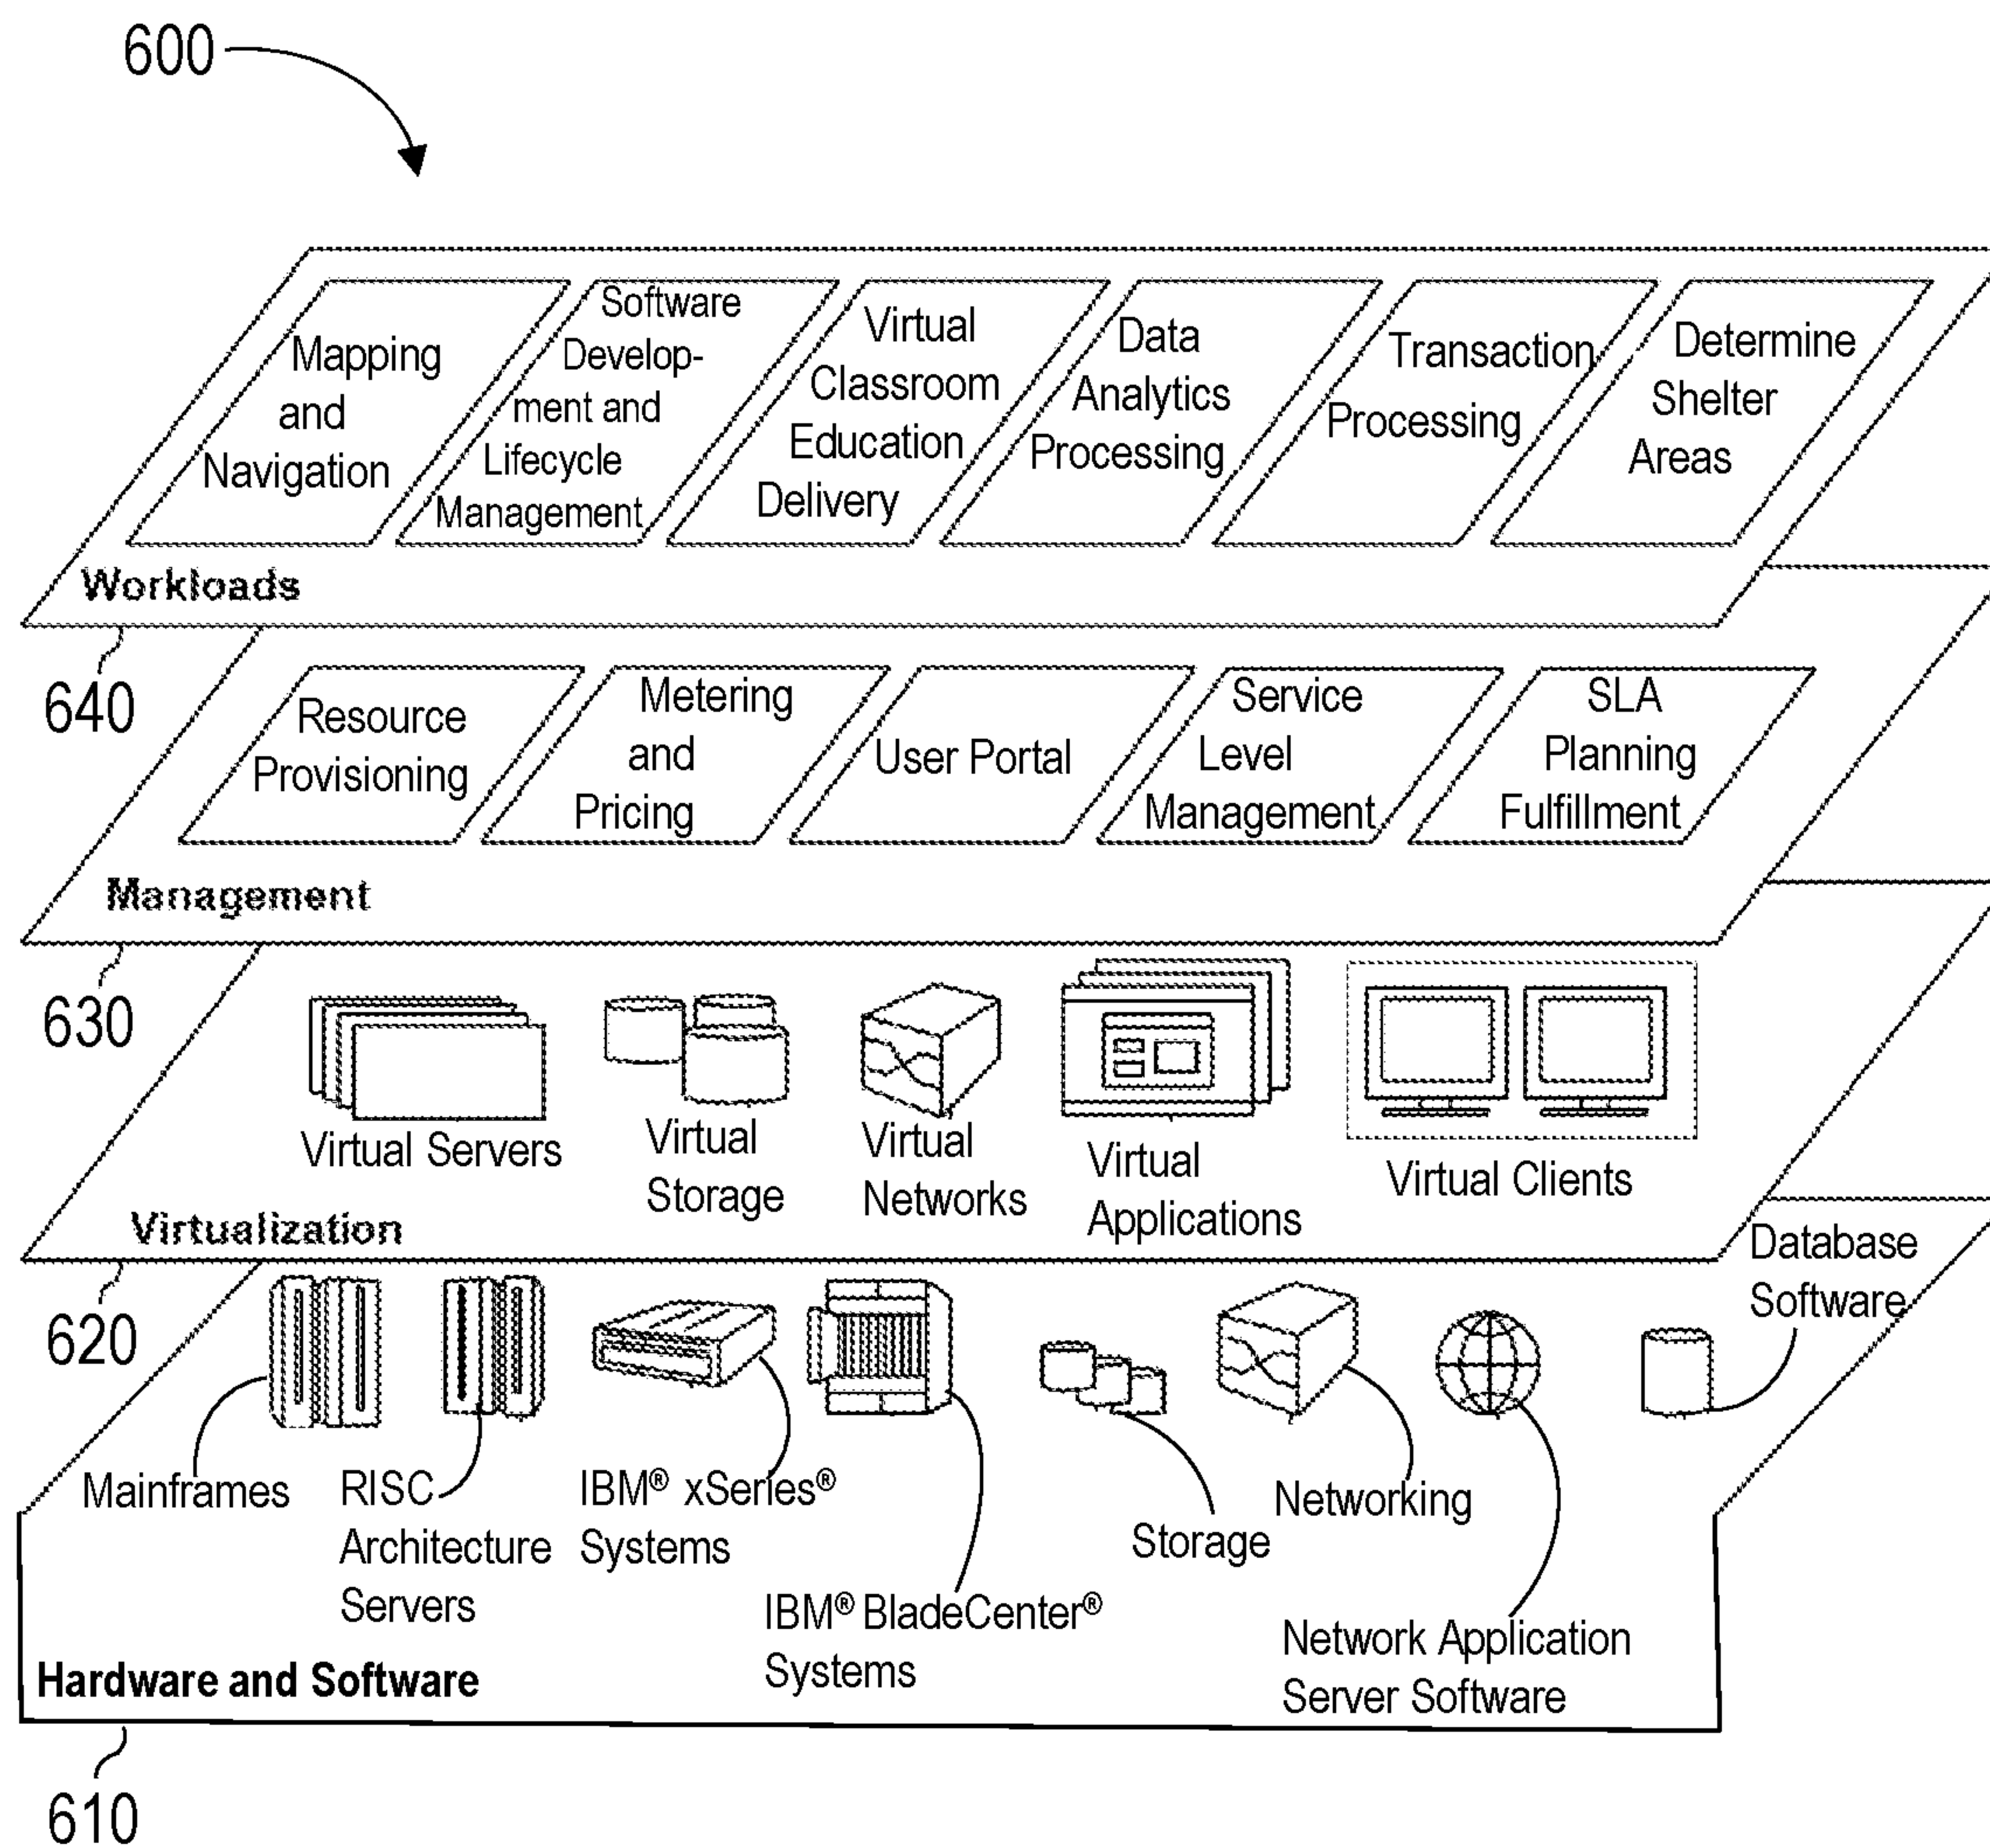 600
Mapping
and
Navigation
Software
Develop-
ment and
Lifecycle
Management
Virtual
Classroom
Education
Delivery
Data
Analytics
Processing
Transaction
Processing
Determine
Shelter
Areas
Workloads
640
Resource
Provisioning
Metering
and
Pricing
User Portal
Service
Level
Management
SLA
Planning
Fulfillment
Management
630
Virtual Servers
Virtual
Storage
Virtual
Networks
Virtual
Applications
Virtual Clients
Virtualization
620
Database
Software
Mainframes
RISC
Architecture
Servers
IBM® xSeries®
Systems
IBM® BladeCenter®
Systems
Storage
Networking
Network Application
Server Software
Hardware and Software
610